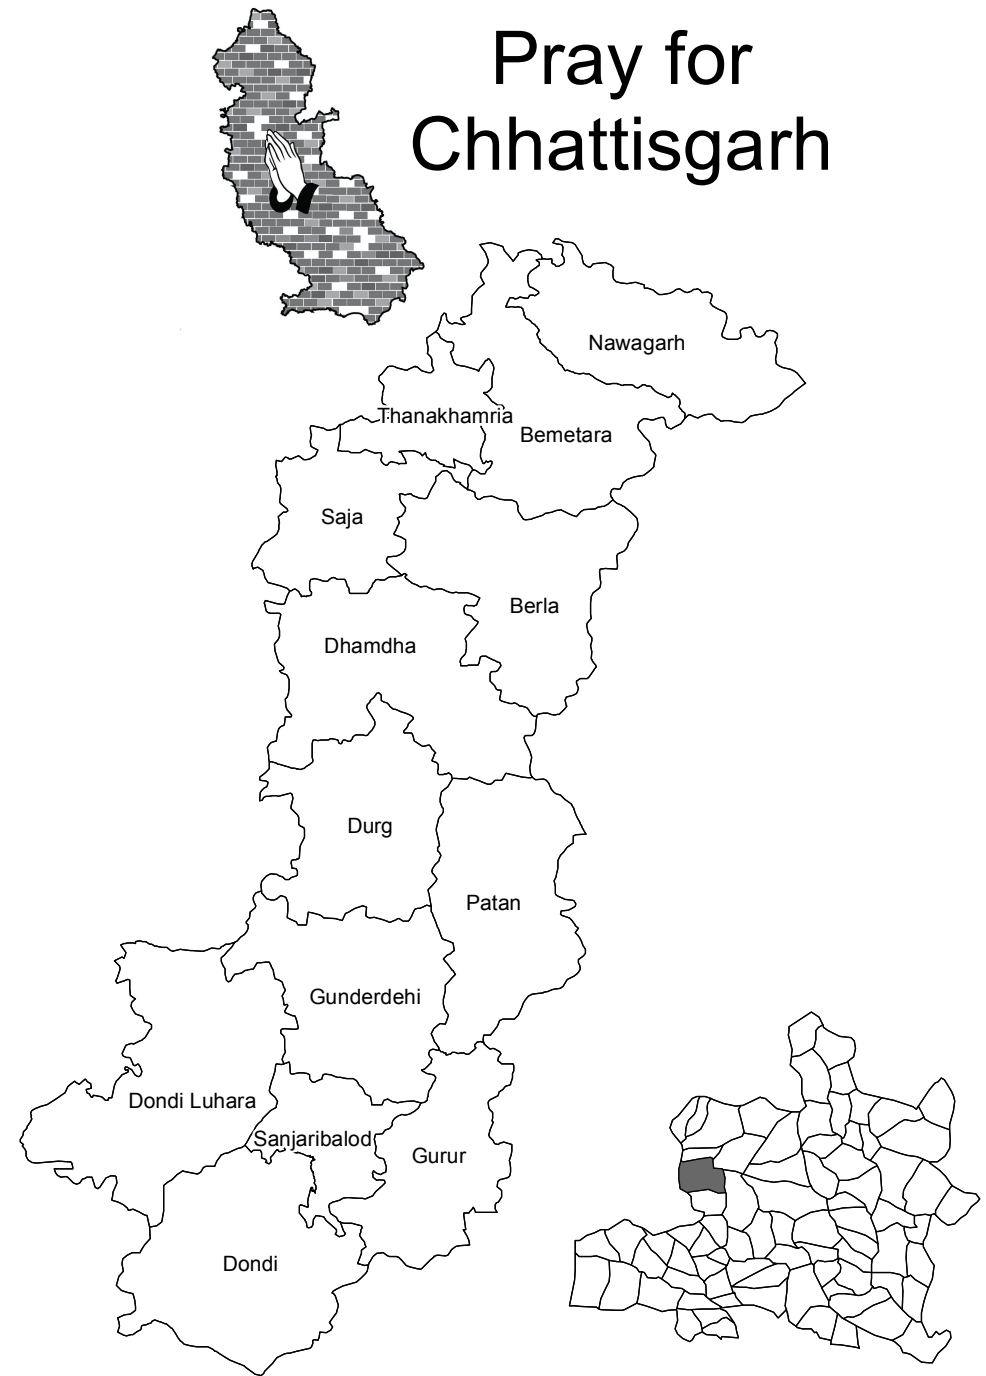 Pray for
Chhattisgarh
Nawagarh
Thanakhamria
Bemetara
Saja
Berla
Dhamdha
Durg
Patan
Gunderdehi
Dondi Luhara
Sanjaribalod
Gurur
Dondi